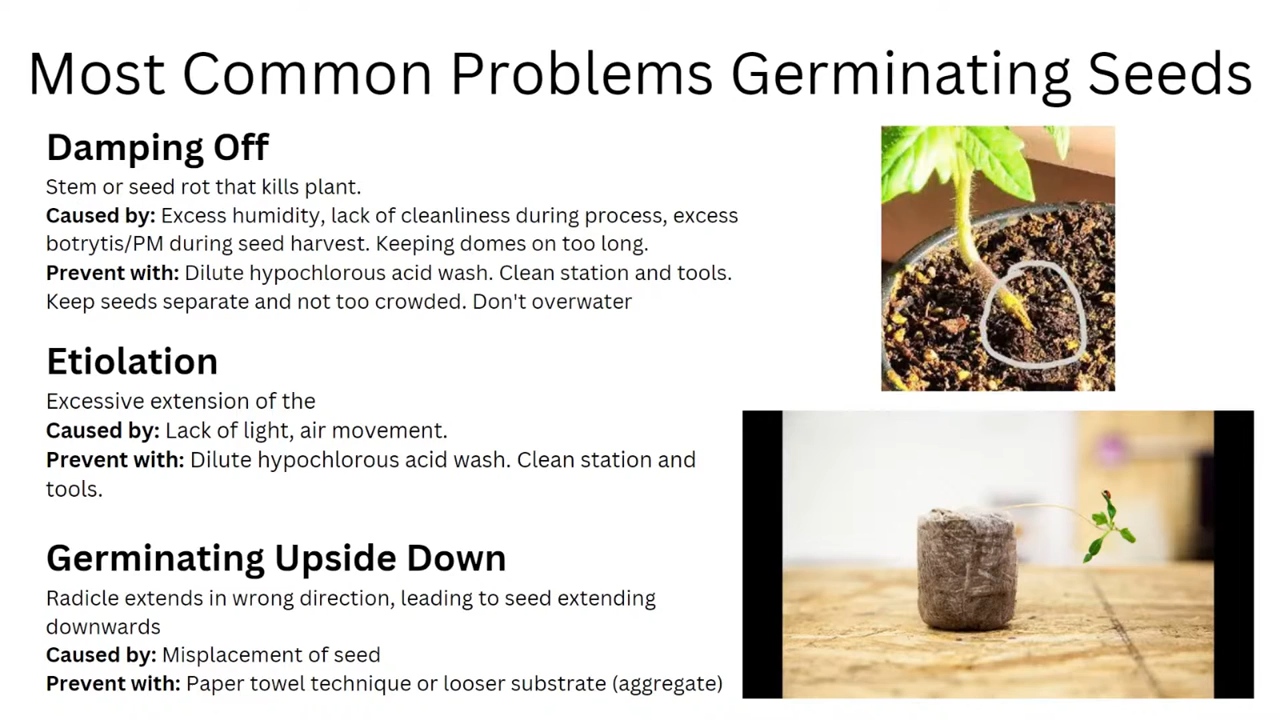 Most Common Problems Germinating Seeds
Damping Off
Stem or seed rot that kills plant.
Caused by: Excess humidity, lack of cleanliness during process, excess
botrytis/PM during seed harvest. Keeping domes on too long.
Prevent with: Dilute hypochlorous acid wash. Clean station and tools.
Keep seeds separate and not too crowded. Don't overwater
Etiolation
Excessive extension of the
Caused by: Lack of light, air movement.
Prevent with: Dilute hypochlorous acid wash. Clean station and
tools.
Germinating Upside Down
Radicle extends in wrong direction, leading to seed extending
downwards
Caused by: Misplacement of seed
Prevent with: Paper towel technique or looser substrate (aggregate)